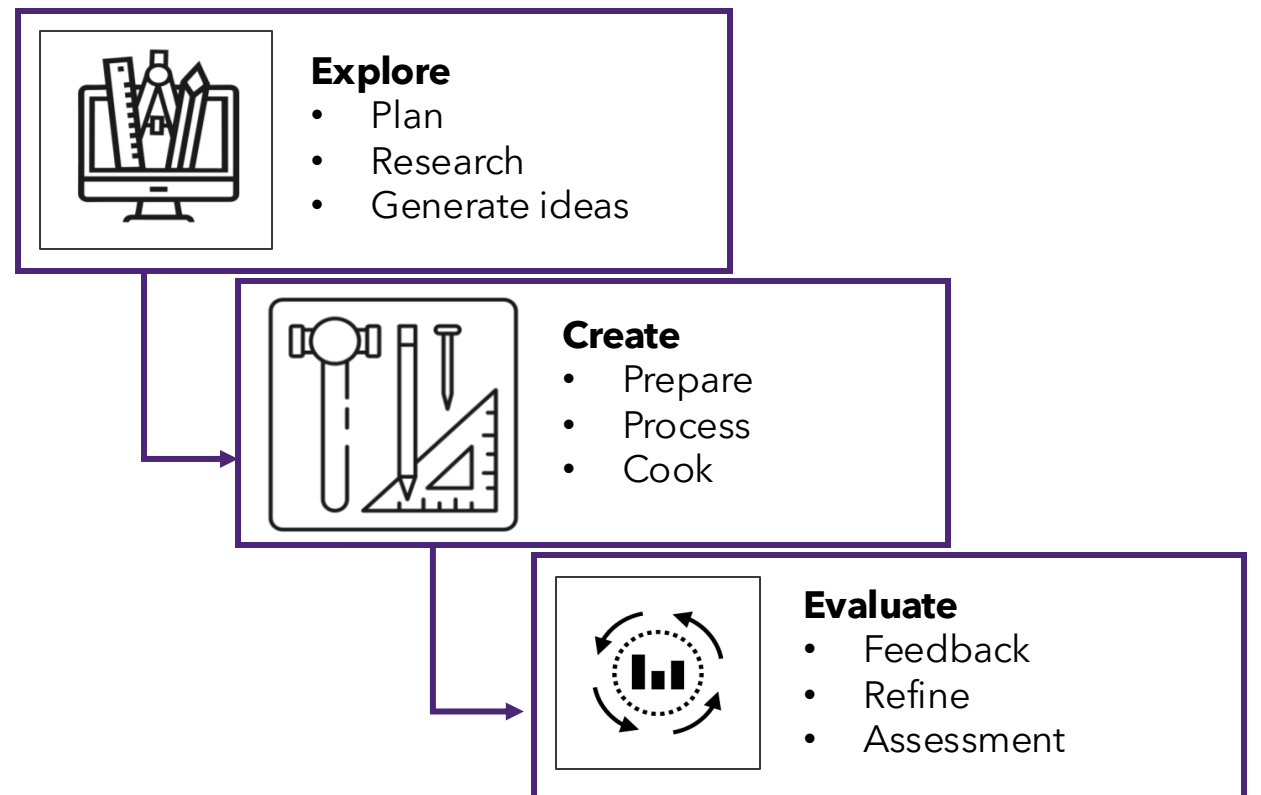 Explore
• Plan
• Research
• Generate ideas
Create
• Prepare
• Process
• Cook
Evaluate
• Feedback
• Refine
• Assessment